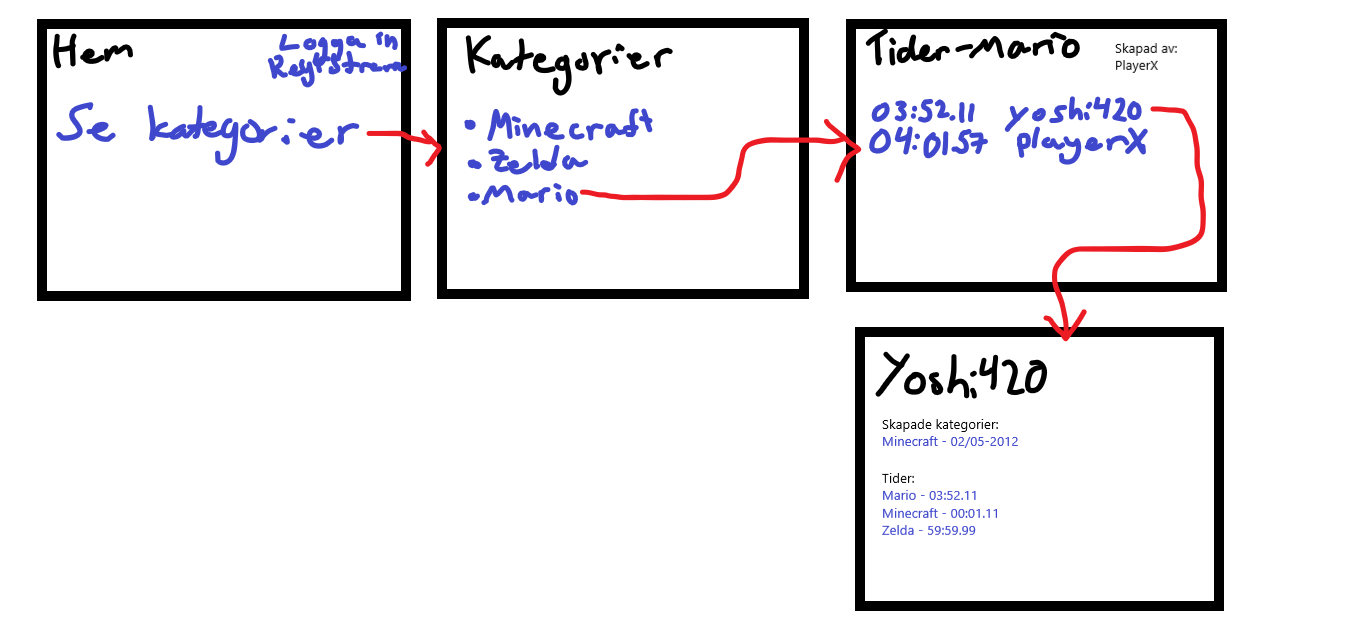 Hem
Logga in
Registrera
Se kategorier
Kategorier
• Minecraft
• Zelda
• Mario
Tider-Mario
Skapad av:
PlayerX
03:52.11 yoshi420
04:01.57 playerX
Yoshi420
Skapade kategorier:
Minecraft - 02/05-2012
Tider:
Mario - 03:52.11
Minecraft - 00:01.11
Zelda - 59:59.99